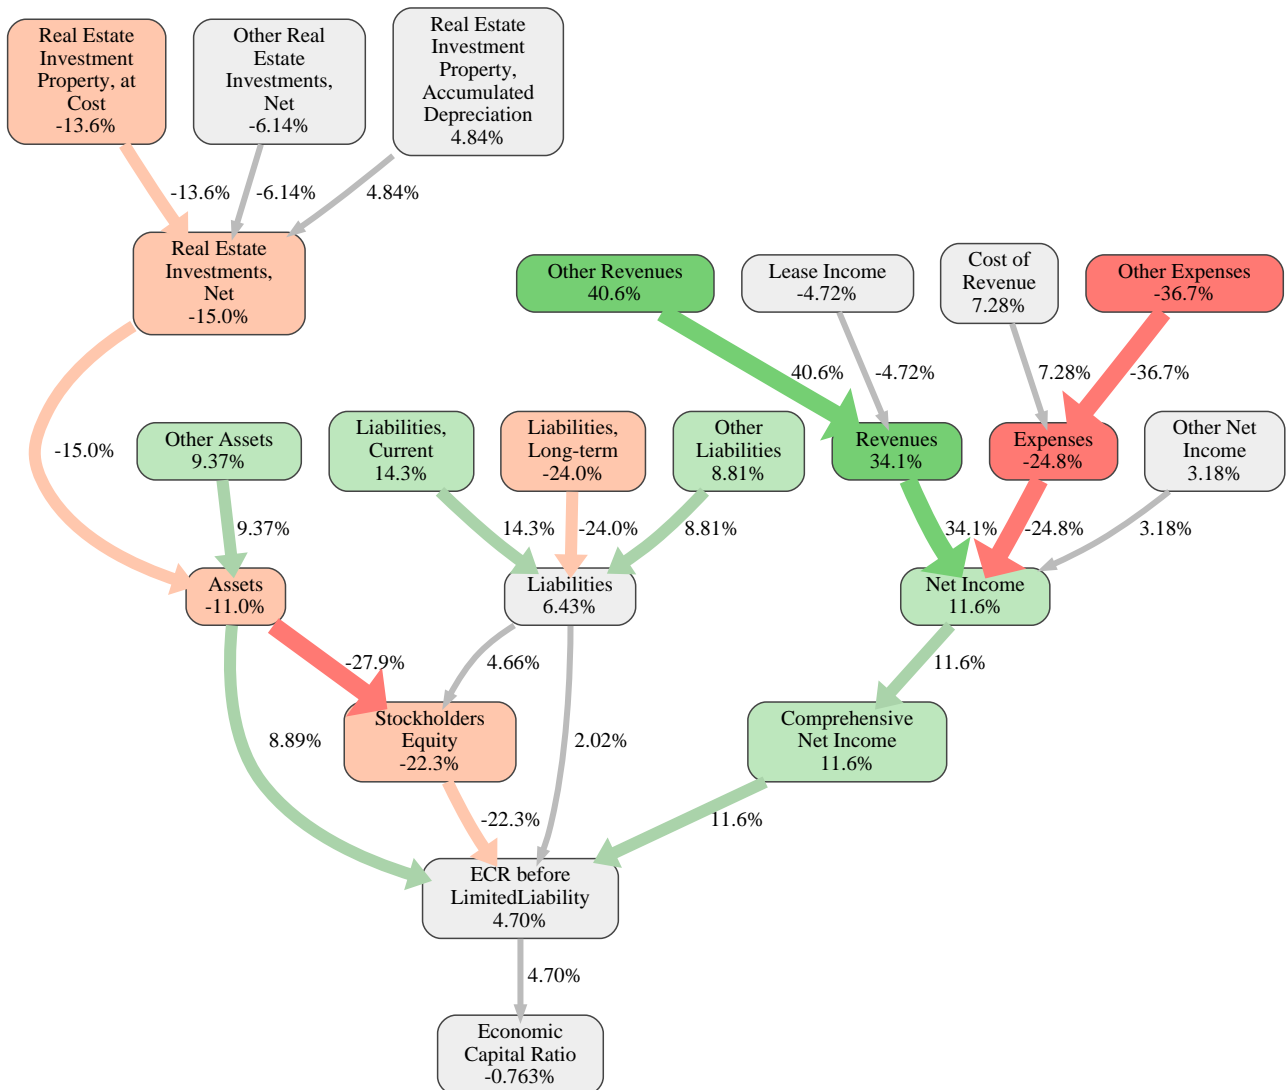 Real Estate
Investment
Property, at
Cost
-13.6%
Other Real
Estate
Investments,
Net
-6.14%
Real Estate
Investment
Property,
Accumulated
Depreciation
4.84%
-13.6%
-6.14%
4.84%
Real Estate
Investments,
Net
-15.0%
Other Revenues
40.6%
Lease Income
-4.72%
Cost of
Revenue
7.28%
Other Expenses
-36.7%
40.6%
-4.72%
7.28%
-36.7%
-15.0%
Other Assets
9.37%
Liabilities,
Current
14.3%
Liabilities,
Long-term
-24.0%
Other
Liabilities
8.81%
Revenues
34.1%
Expenses
-24.8%
Other Net
Income
3.18%
9.37%
14.3%
-24.0%
8.81%
34.1%
-24.8%
3.18%
Assets
-11.0%
Liabilities
6.43%
Net Income
11.6%
-27.9%
4.66%
11.6%
8.89%
Stockholders
Equity
-22.3%
2.02%
Comprehensive
Net Income
11.6%
-22.3%
11.6%
ECR before
LimitedLiability
4.70%
4.70%
Economic
Capital Ratio
-0.763%